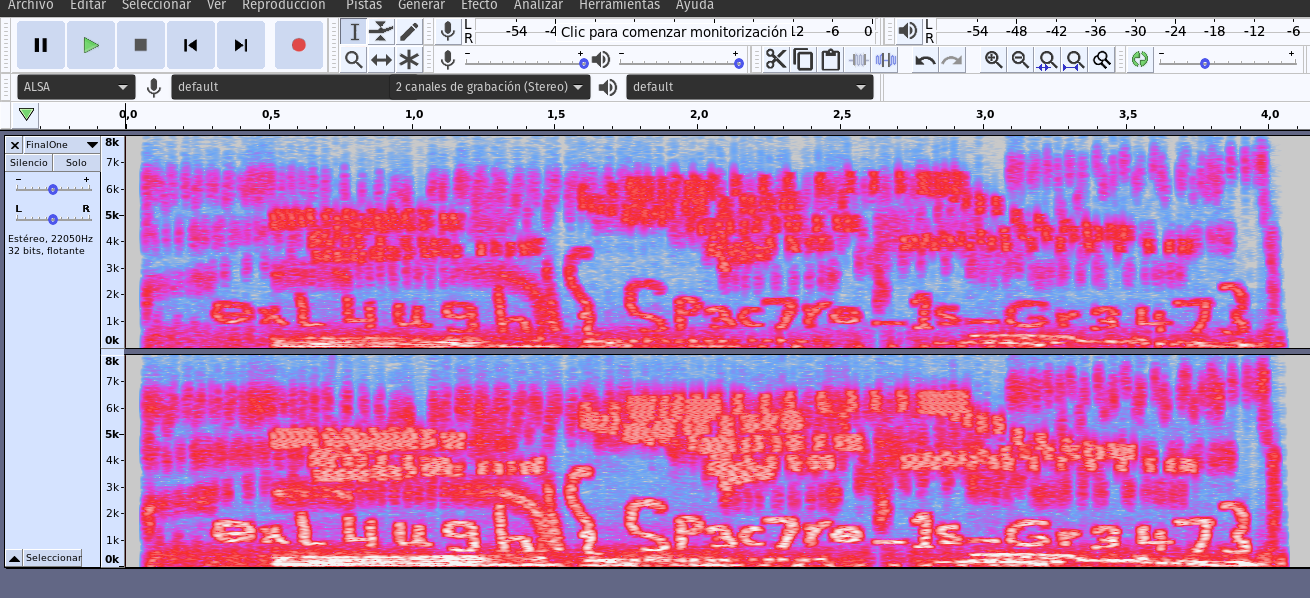 Archivo Editar Seleccionar Ver Reproducción Pistas Generar Efecto Analizar Herramientas Ayuda
L R -54 -4 Clic para comenzar monitorización L2 -6 0 L R -54 -48 -42 -36 -30 -24 -18 -12 -6
- + - + - +
ALSA default 2 canales de grabación (Stereo) default
0,0 0,5 1,0 1,5 2,0 2,5 3,0 3,5 4,0
FinalOne
Silencio Solo
- +
L R
Estéreo, 22050Hz
32 bits, flotante
8k
7k
6k
5k
4k
3k
2k
1k
0k
0xL4ugh{SPac7ro_1s_Gr347}
8k
7k
6k
5k
4k
3k
2k
1k
0k
0xL4ugh{SPac7ro_1s_Gr347}
Seleccionar